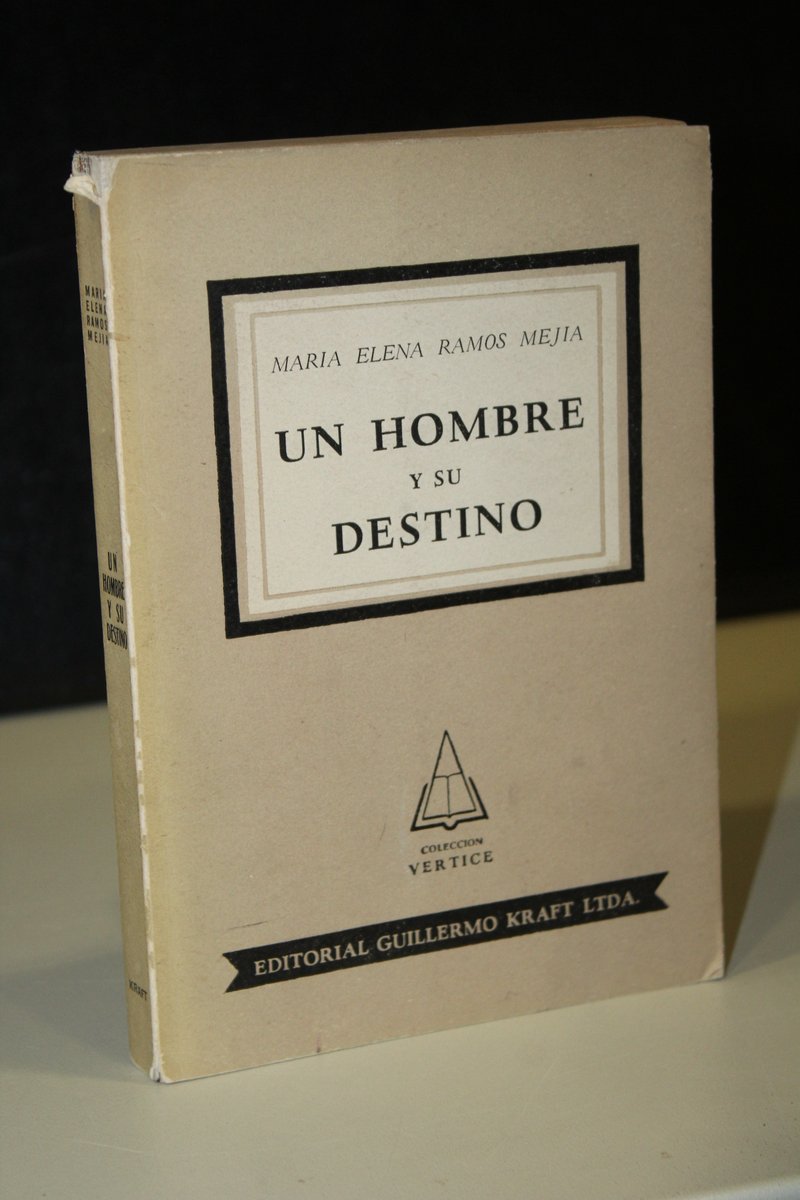 MARIA ELENA RAMOS MEJIA
UN HOMBRE
Y SU
DESTINO
COLECCION
VERTICE
EDITORIAL GUILLERMO KRAFT LTDA.
MARIA
ELENA
RAMOS
MEJIA
UN
HOMBRE
Y SU
DESTINO
KRAFT